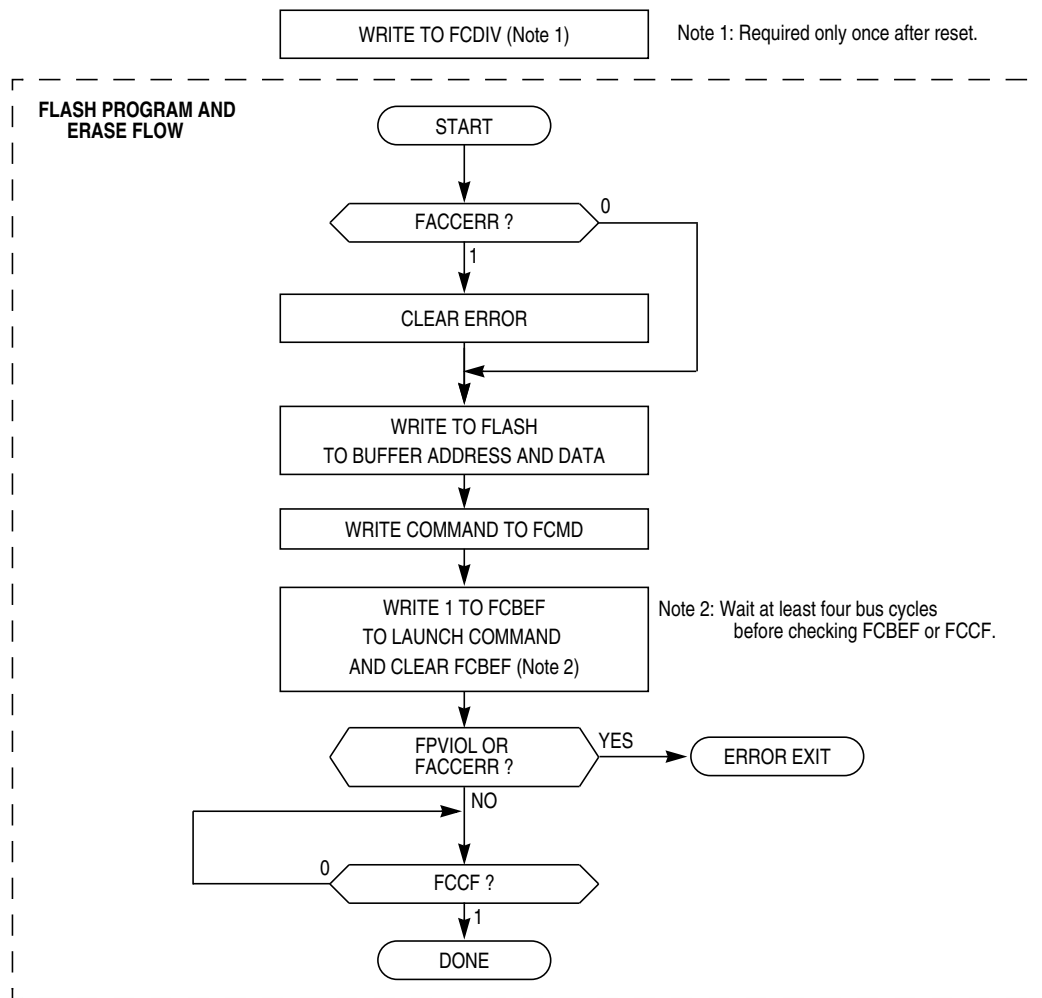 WRITE TO FCDIV (Note 1)
Note 1: Required only once after reset.
FLASH PROGRAM AND
ERASE FLOW
START
FACCERR ?
0
1
CLEAR ERROR
WRITE TO FLASH
TO BUFFER ADDRESS AND DATA
WRITE COMMAND TO FCMD
WRITE 1 TO FCBEF
TO LAUNCH COMMAND
AND CLEAR FCBEF (Note 2)
Note 2: Wait at least four bus cycles
before checking FCBEF or FCCF.
FPVIOL OR
FACCERR ?
YES
ERROR EXIT
NO
0
FCCF ?
1
DONE